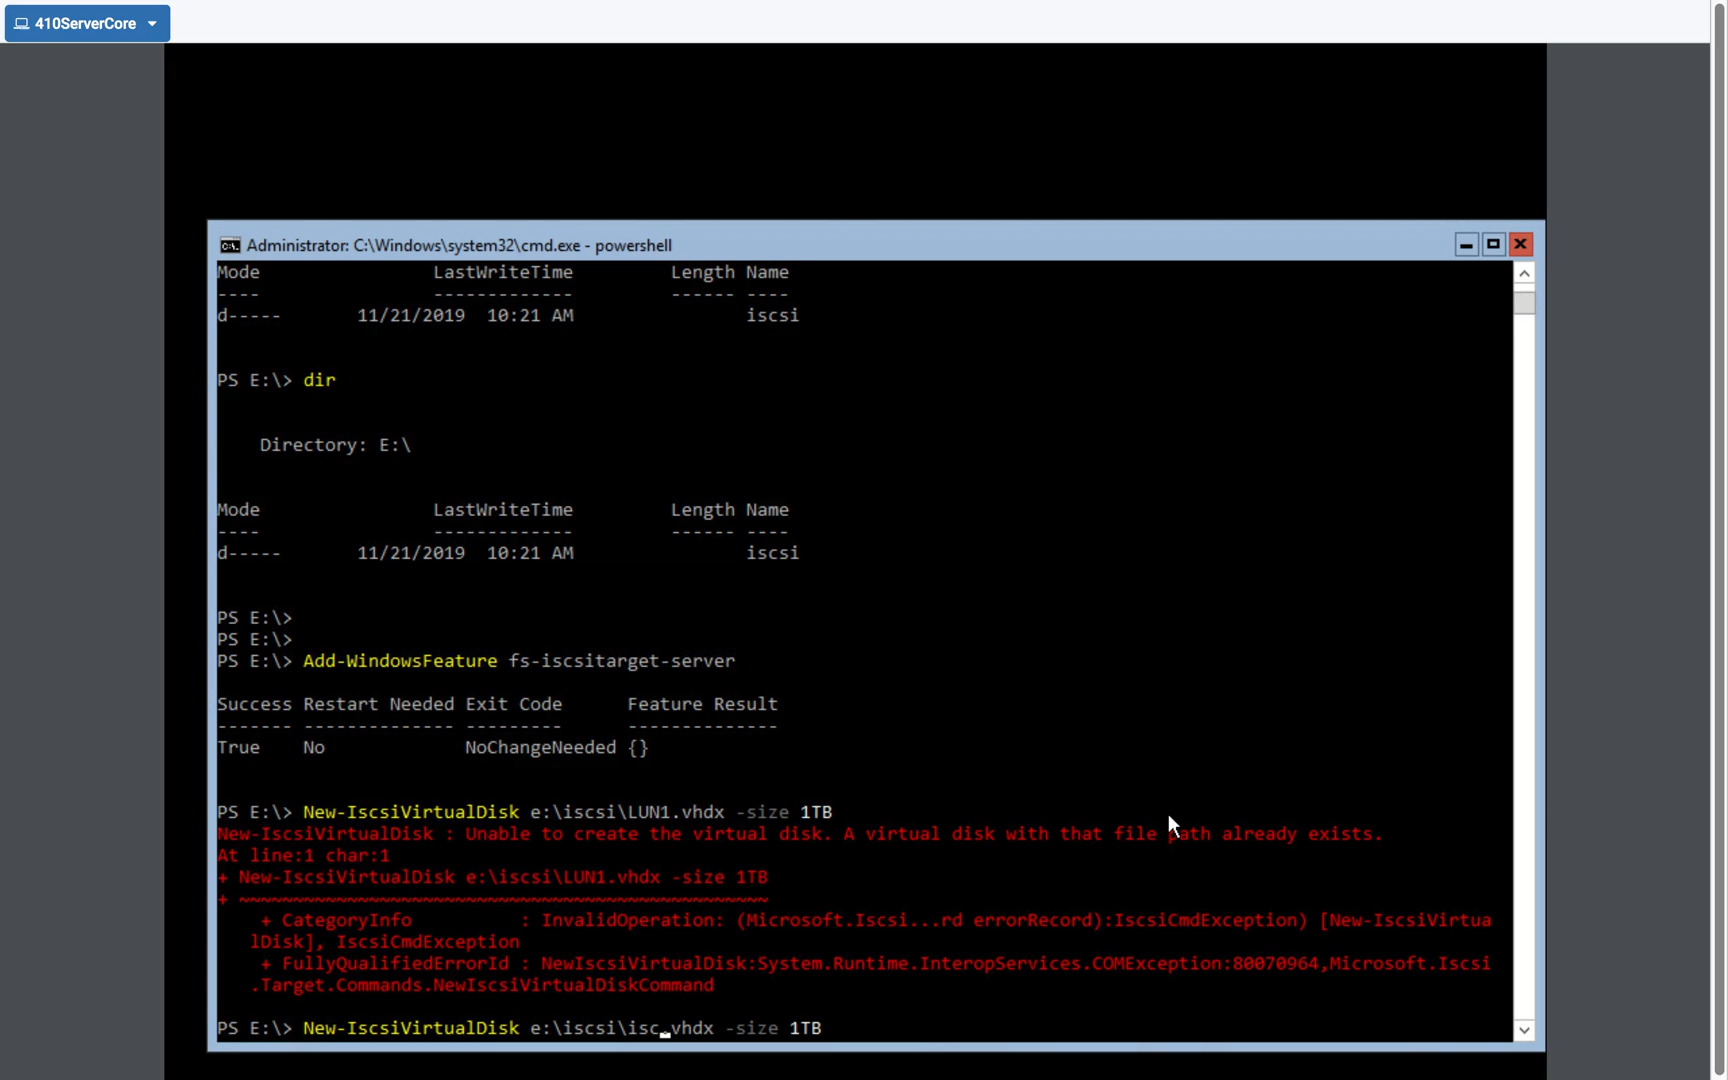 410ServerCore
Administrator: C:\Windows\system32\cmd.exe - powershell
Mode                LastWriteTime         Length Name
----                -------------         ------ ----
d-----       11/21/2019  10:21 AM                iscsi
PS E:\> dir
    Directory: E:\
Mode                LastWriteTime         Length Name
----                -------------         ------ ----
d-----       11/21/2019  10:21 AM                iscsi
PS E:\>
PS E:\>
PS E:\> Add-WindowsFeature fs-iscsitarget-server
Success Restart Needed Exit Code      Feature Result
------- -------------- ---------      --------------
True    No             NoChangeNeeded {}
PS E:\> New-IscsiVirtualDisk e:\iscsi\LUN1.vhdx -size 1TB
New-IscsiVirtualDisk : Unable to create the virtual disk. A virtual disk with that file path already exists.
At line:1 char:1
+ New-IscsiVirtualDisk e:\iscsi\LUN1.vhdx -size 1TB
+ ~~~~~~~~~~~~~~~~~~~~~~~~~~~~~~~~~~~~~~~~~~~~~~~~~
    + CategoryInfo          : InvalidOperation: (Microsoft.Iscsi...rd errorRecord):IscsiCmdException) [New-IscsiVirtua
   lDisk], IscsiCmdException
    + FullyQualifiedErrorId : NewIscsiVirtualDisk:System.Runtime.InteropServices.COMException:80070964,Microsoft.Iscsi
   .Target.Commands.NewIscsiVirtualDiskCommand
PS E:\> New-IscsiVirtualDisk e:\iscsi\isc.vhdx -size 1TB